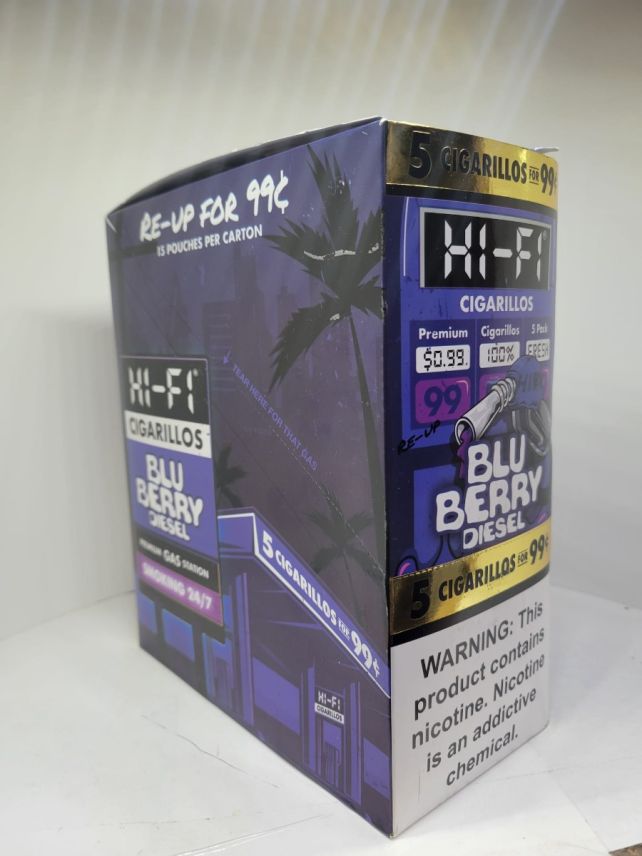 RE-UP FOR 99¢
15 POUCHES PER CARTON
TEAR HERE FOR THAT GAS
HI-FI
CIGARILLOS
BLU
BERRY
DIESEL
PREMIUM GAS STATION
SMOKING 24/7
5 CIGARILLOS FOR 99¢
HI-FI
CIGARILLOS
5 CIGARILLOS FOR 99¢
HI-FI
CIGARILLOS
Premium Cigarillos 5 Pack
$0.99. 100% FRESH
99
RE-UP
BLU
BERRY
DIESEL
5 CIGARILLOS FOR 99¢
WARNING: This
product contains
nicotine. Nicotine
is an addictive
chemical.